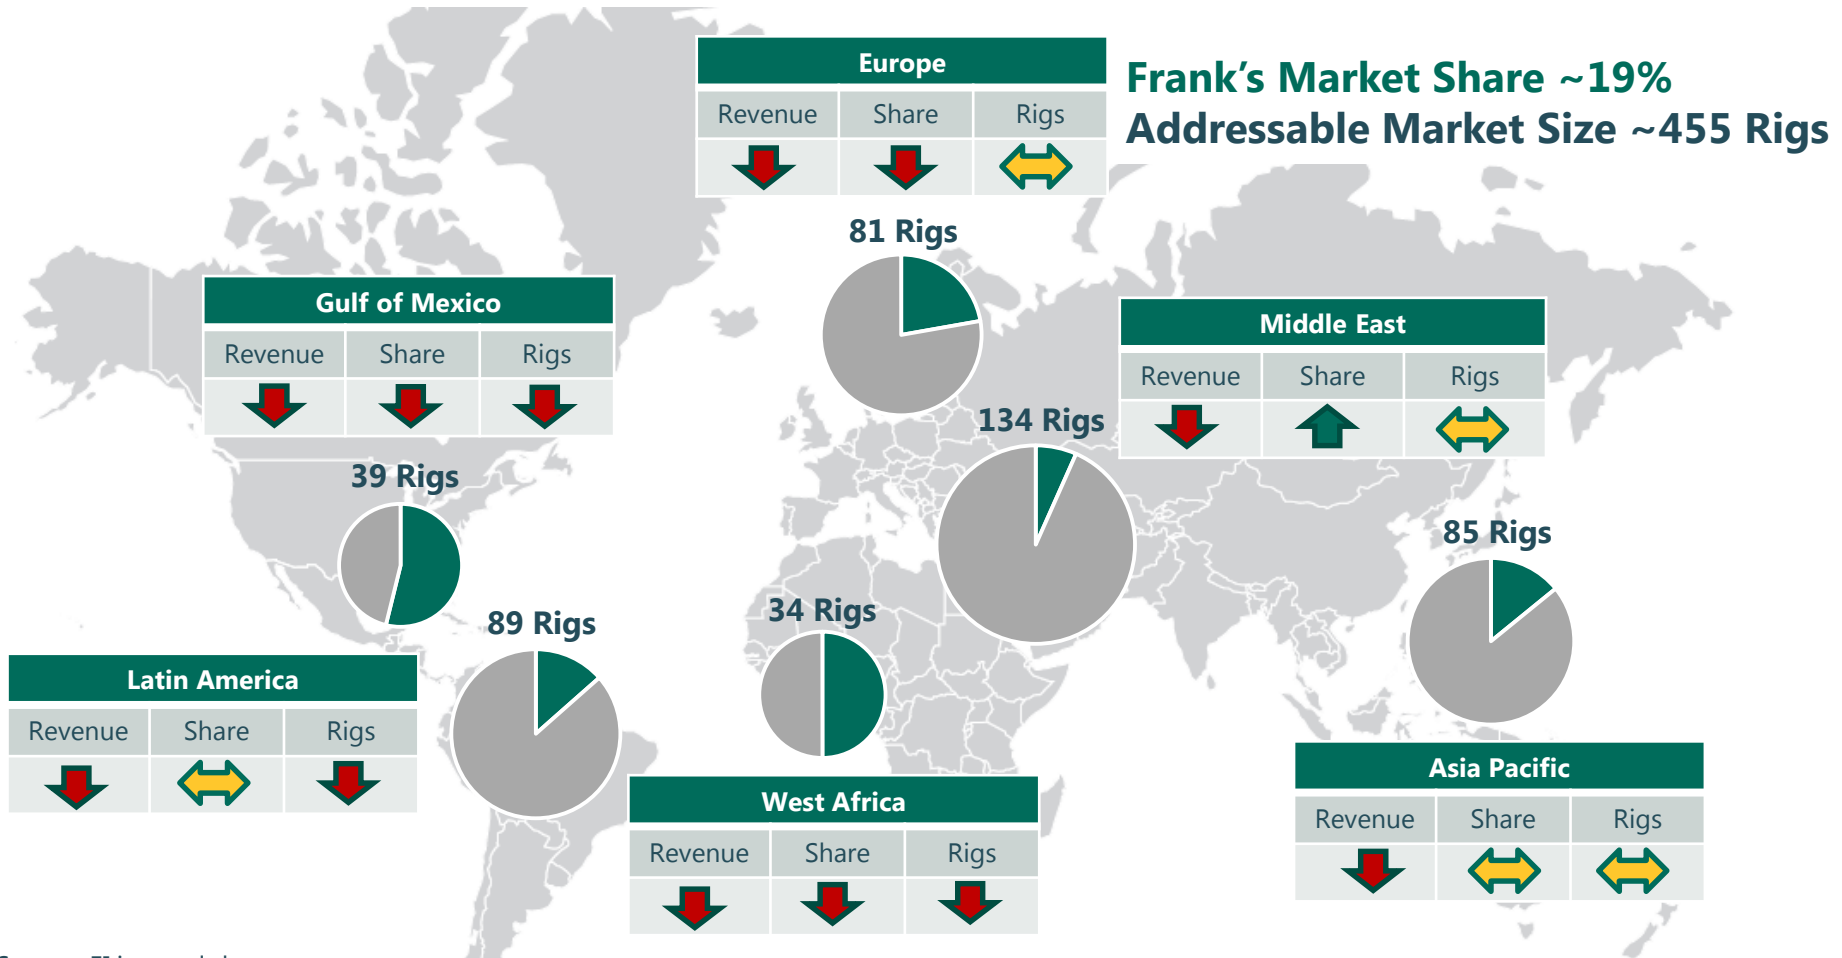 Frank’s Market Share ~19%
Addressable Market Size ~455 Rigs
Europe
Revenue Share Rigs
81 Rigs
Gulf of Mexico
Revenue Share Rigs
39 Rigs
Middle East
Revenue Share Rigs
134 Rigs
85 Rigs
Asia Pacific
Revenue Share Rigs
89 Rigs
Latin America
Revenue Share Rigs
34 Rigs
West Africa
Revenue Share Rigs